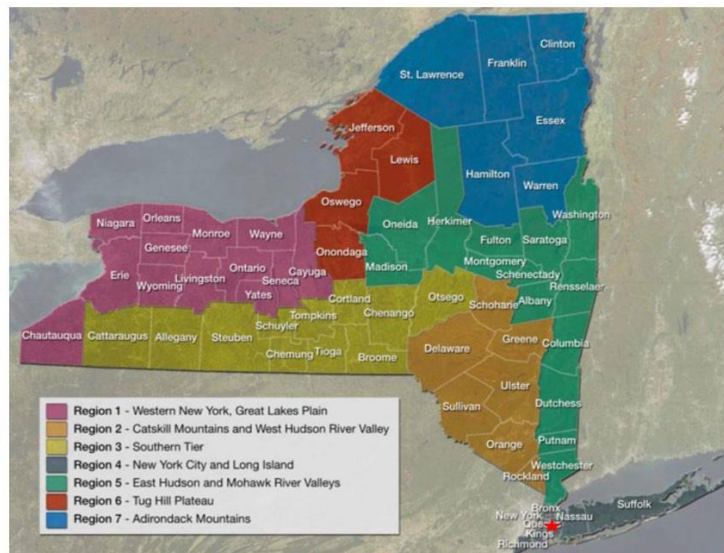 Clinton
Franklin
St. Lawrence
Essex
Jefferson
Lewis
Hamilton
Warren
Oswego
Washington
Oneida
Herkimer
Niagara
Orleans
Monroe
Wayne
Fulton
Saratoga
Genesee
Onondaga
Madison
Montgomery
Schenectady
Erie
Wyoming
Livingston
Ontario
Seneca
Cayuga
Yates
Rensselaer
Albany
Cortland
Otsego
Schoharie
Chenango
Tompkins
Schuyler
Chautauqua
Cattaraugus
Allegany
Steuben
Chemung
Tioga
Broome
Delaware
Greene
Columbia
Ulster
Sullivan
Dutchess
Orange
Putnam
Westchester
Rockland
Region 1 - Western New York, Great Lakes Plain
Region 2 - Catskill Mountains and West Hudson River Valley
Region 3 - Southern Tier
Region 4 - New York City and Long Island
Region 5 - East Hudson and Mohawk River Valleys
Region 6 - Tug Hill Plateau
Region 7 - Adirondack Mountains
Bronx
New York
Nassau
Suffolk
Kings
Richmond